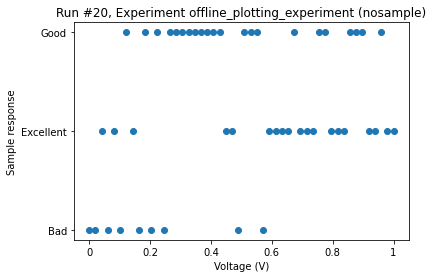 Run #20, Experiment offline_plotting_experiment (nosample)
Good
Excellent
Bad
Sample response
0
0.2
0.4
0.6
0.8
1
Voltage (V)